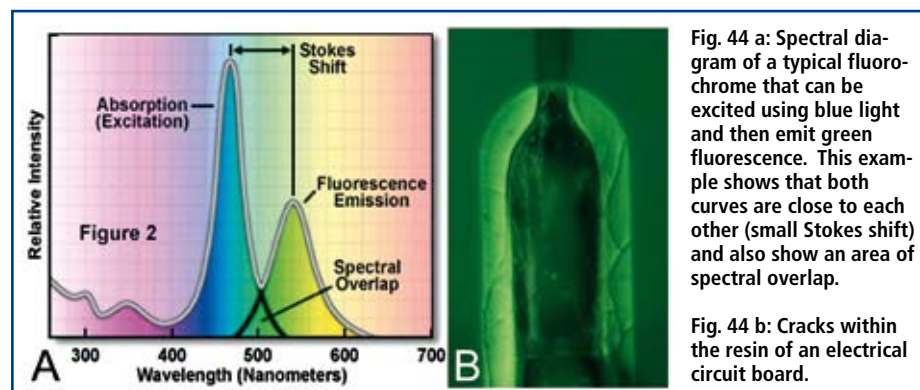 Stokes
Shift
Absorption
(Excitation)
Fluorescence
Emission
Figure 2
Spectral
Overlap
Relative Intensity
300 400 500 600 700
Wavelength (Nanometers)
A
B
Fig. 44 a: Spectral dia-
gram of a typical fluoro-
chrome that can be
excited using blue light
and then emit green
fluorescence. This exam-
ple shows that both
curves are close to each
other (small Stokes shift)
and also show an area of
spectral overlap.
Fig. 44 b: Cracks within
the resin of an electrical
circuit board.